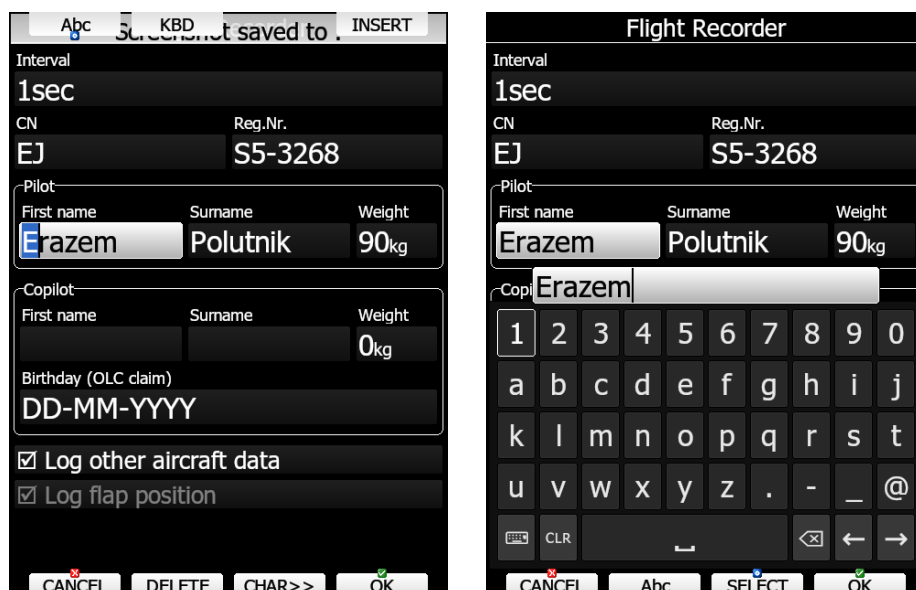 Abc KBD INSERT
Screenshot saved to .
Interval
1sec
CN Reg.Nr.
EJ S5-3268
Pilot
First name Surname Weight
Erazem Polutnik 90kg
Copilot
First name Surname Weight
0kg
Birthday (OLC claim)
DD-MM-YYYY
Log other aircraft data
Log flap position
CANCEL DELETE CHAR>> OK
Flight Recorder
Interval
1sec
CN Reg.Nr.
EJ S5-3268
Pilot
First name Surname Weight
Erazem Polutnik 90kg
Copi
Erazem
1 2 3 4 5 6 7 8 9 0
a b c d e f g h i j
k l m n o p q r s t
u v w x y z . - _ @
CLR ← →
CANCEL Abc SELECT OK